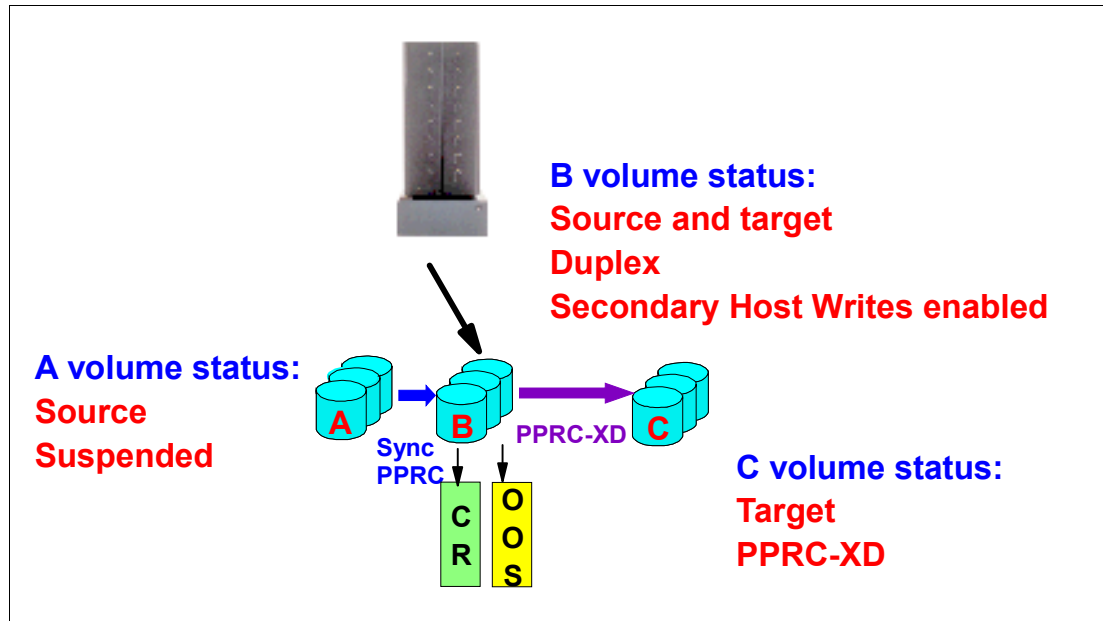 B volume status:
Source and target
Duplex
Secondary Host Writes enabled
A volume status:
Source
Suspended
A
B
C
Sync
PPRC
PPRC-XD
C
R
O
O
S
C volume status:
Target
PPRC-XD